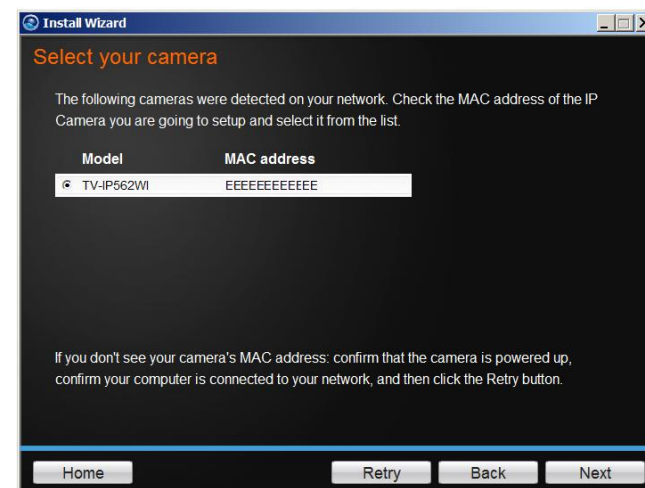 Install Wizard
Select your camera
The following cameras were detected on your network. Check the MAC address of the IP
Camera you are going to setup and select it from the list.
Model MAC address
TV-IP562WI EEEEEEEEEEEE
If you don't see your camera's MAC address: confirm that the camera is powered up,
confirm your computer is connected to your network, and then click the Retry button.
Home Retry Back Next